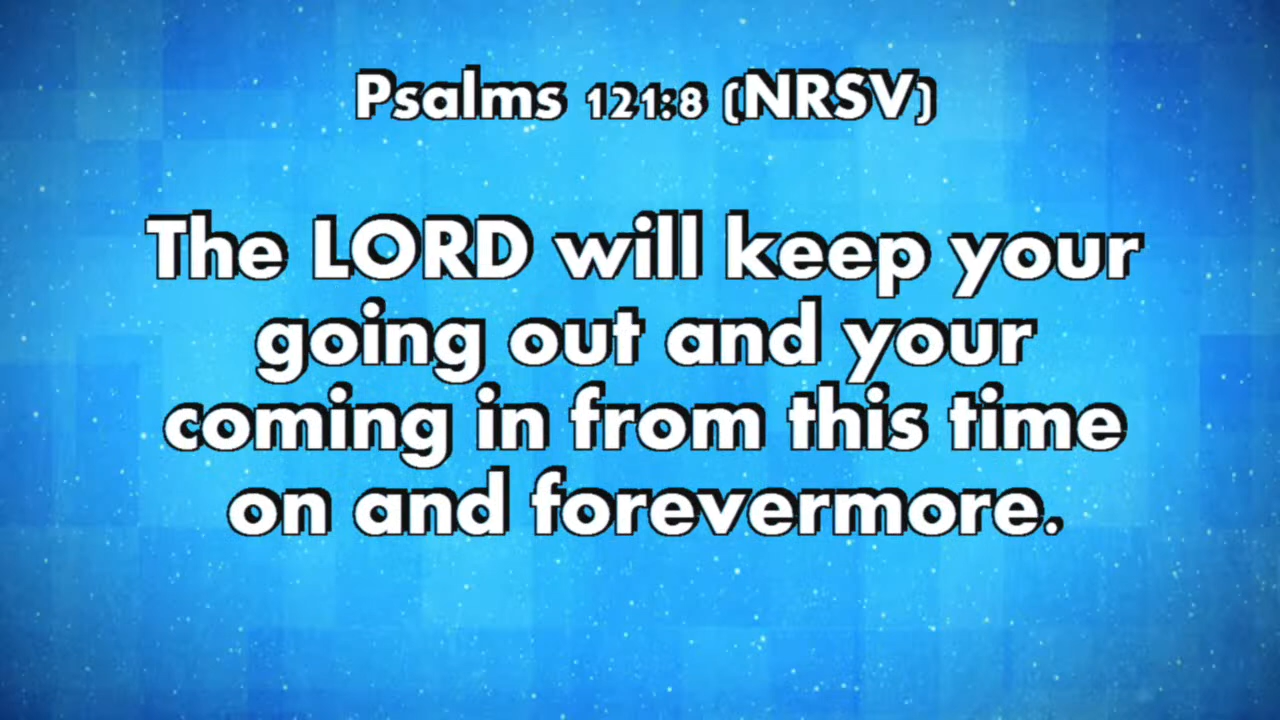 Psalms 121:8 (NRSV)
The LORD will keep your
going out and your
coming in from this time
on and forevermore.